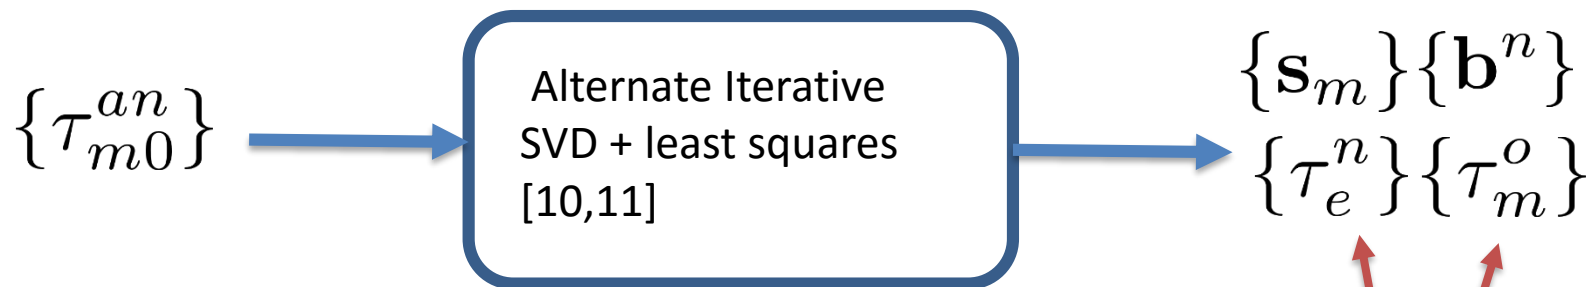 {τ_{m0}^{an}}
Alternate Iterative
SVD + least squares
[10,11]
{𝐬_m}{𝐛^n}
{τ_e^n}{τ_m^o}